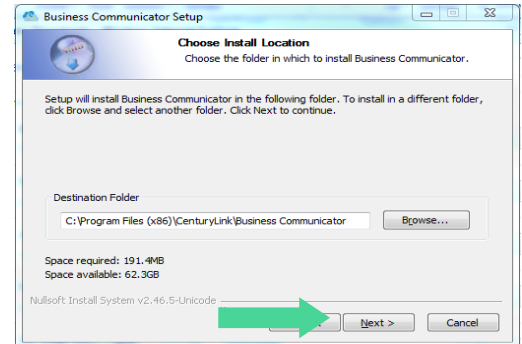 Business Communicator Setup
Choose Install Location
Choose the folder in which to install Business Communicator.
Setup will install Business Communicator in the following folder. To install in a different folder,
click Browse and select another folder. Click Next to continue.
Destination Folder
C:\Program Files (x86)\CenturyLink\Business Communicator Browse...
Space required: 191.4MB
Space available: 62.3GB
Nullsoft Install System v2.46.5-Unicode
Next > Cancel